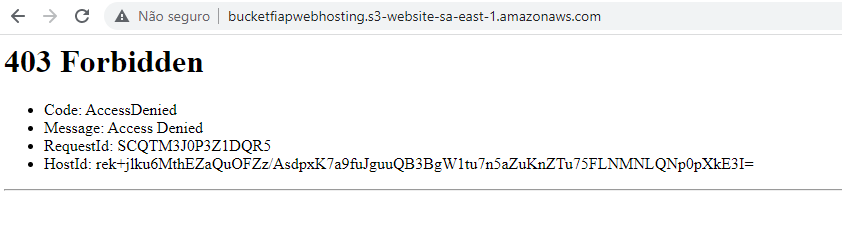 Não seguro | bucketfiapwebhosting.s3-website-sa-east-1.amazonaws.com
403 Forbidden
• Code: AccessDenied
• Message: Access Denied
• RequestId: SCQTM3J0P3Z1DQR5
• HostId: rek+jlku6MthEZaQuOFZz/AsdpxK7a9fuJguuQB3BgW1tu7n5aZuKnZTu75FLNMNLQNp0pXkE3I=